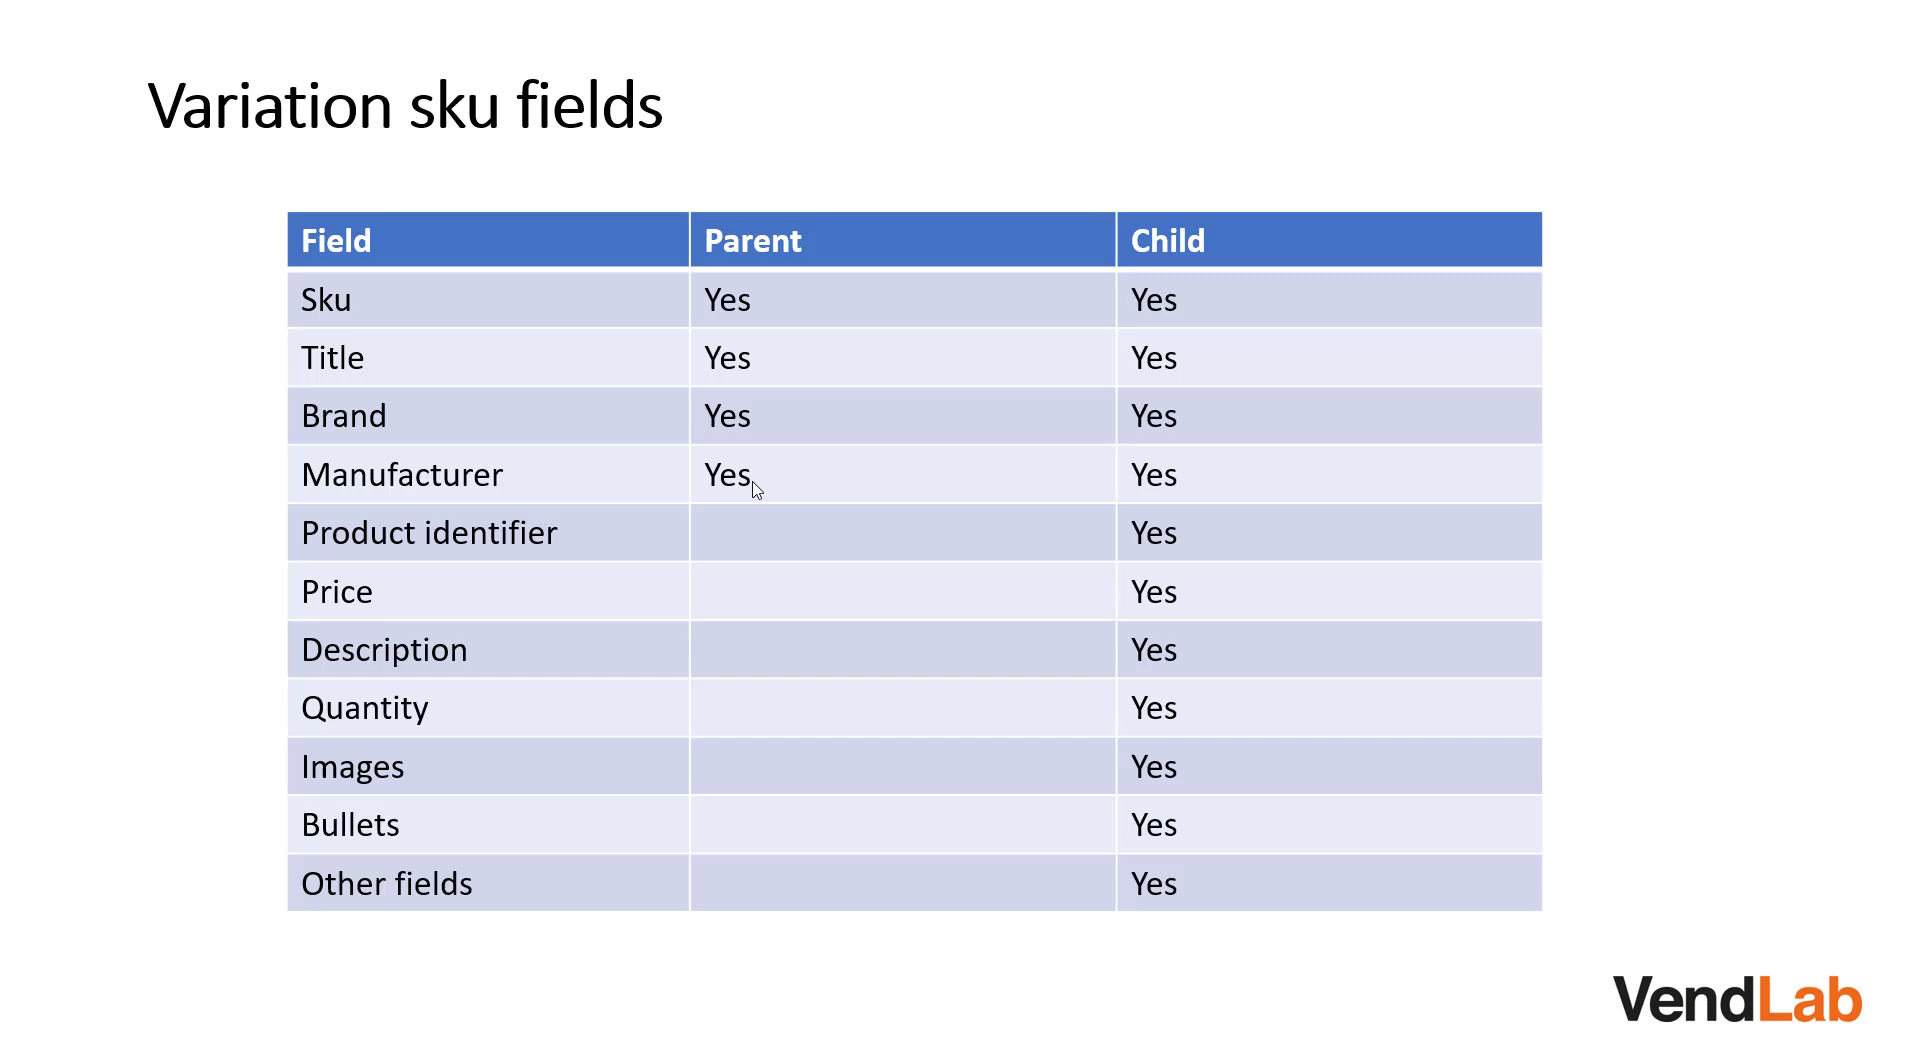 Variation sku fields
Field Parent Child
Sku Yes Yes
Title Yes Yes
Brand Yes Yes
Manufacturer Yes Yes
Product identifier Yes
Price Yes
Description Yes
Quantity Yes
Images Yes
Bullets Yes
Other fields Yes
VendLab